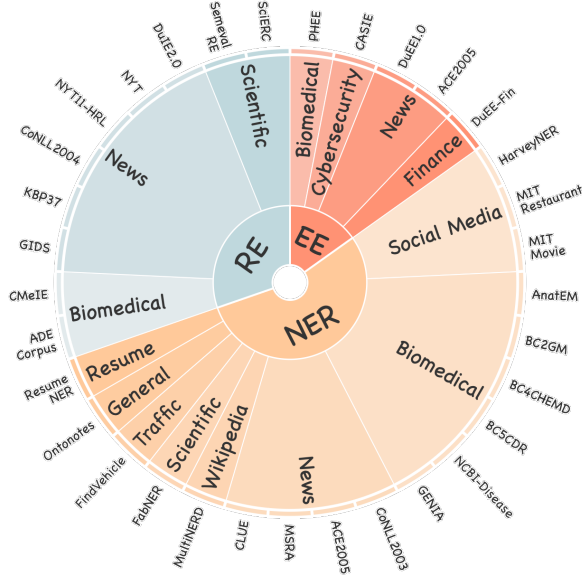 PHEE
CASIE
DuEE1.0
ACE2005
DuEE-Fin
HarveyNER
MIT
Restaurant
MIT
Movie
AnatEM
BC2GM
BC4CHEMD
BC5CDR
NCBI-Disease
GENIA
CoNLL2003
ACE2005
MSRA
CLUE
MultiNERD
FabNER
FindVehicle
Ontonotes
Resume
NER
ADE
Corpus
CMeIE
GIDS
KBP37
CoNLL2004
NYT11-HRL
NYT
DuIE2.0
Semeval
RE
SciERC
Biomedical
Cybersecurity
News
Finance
Social Media
Biomedical
News
Wikipedia
Scientific
Traffic
General
Resume
Biomedical
News
Scientific
EE
NER
RE